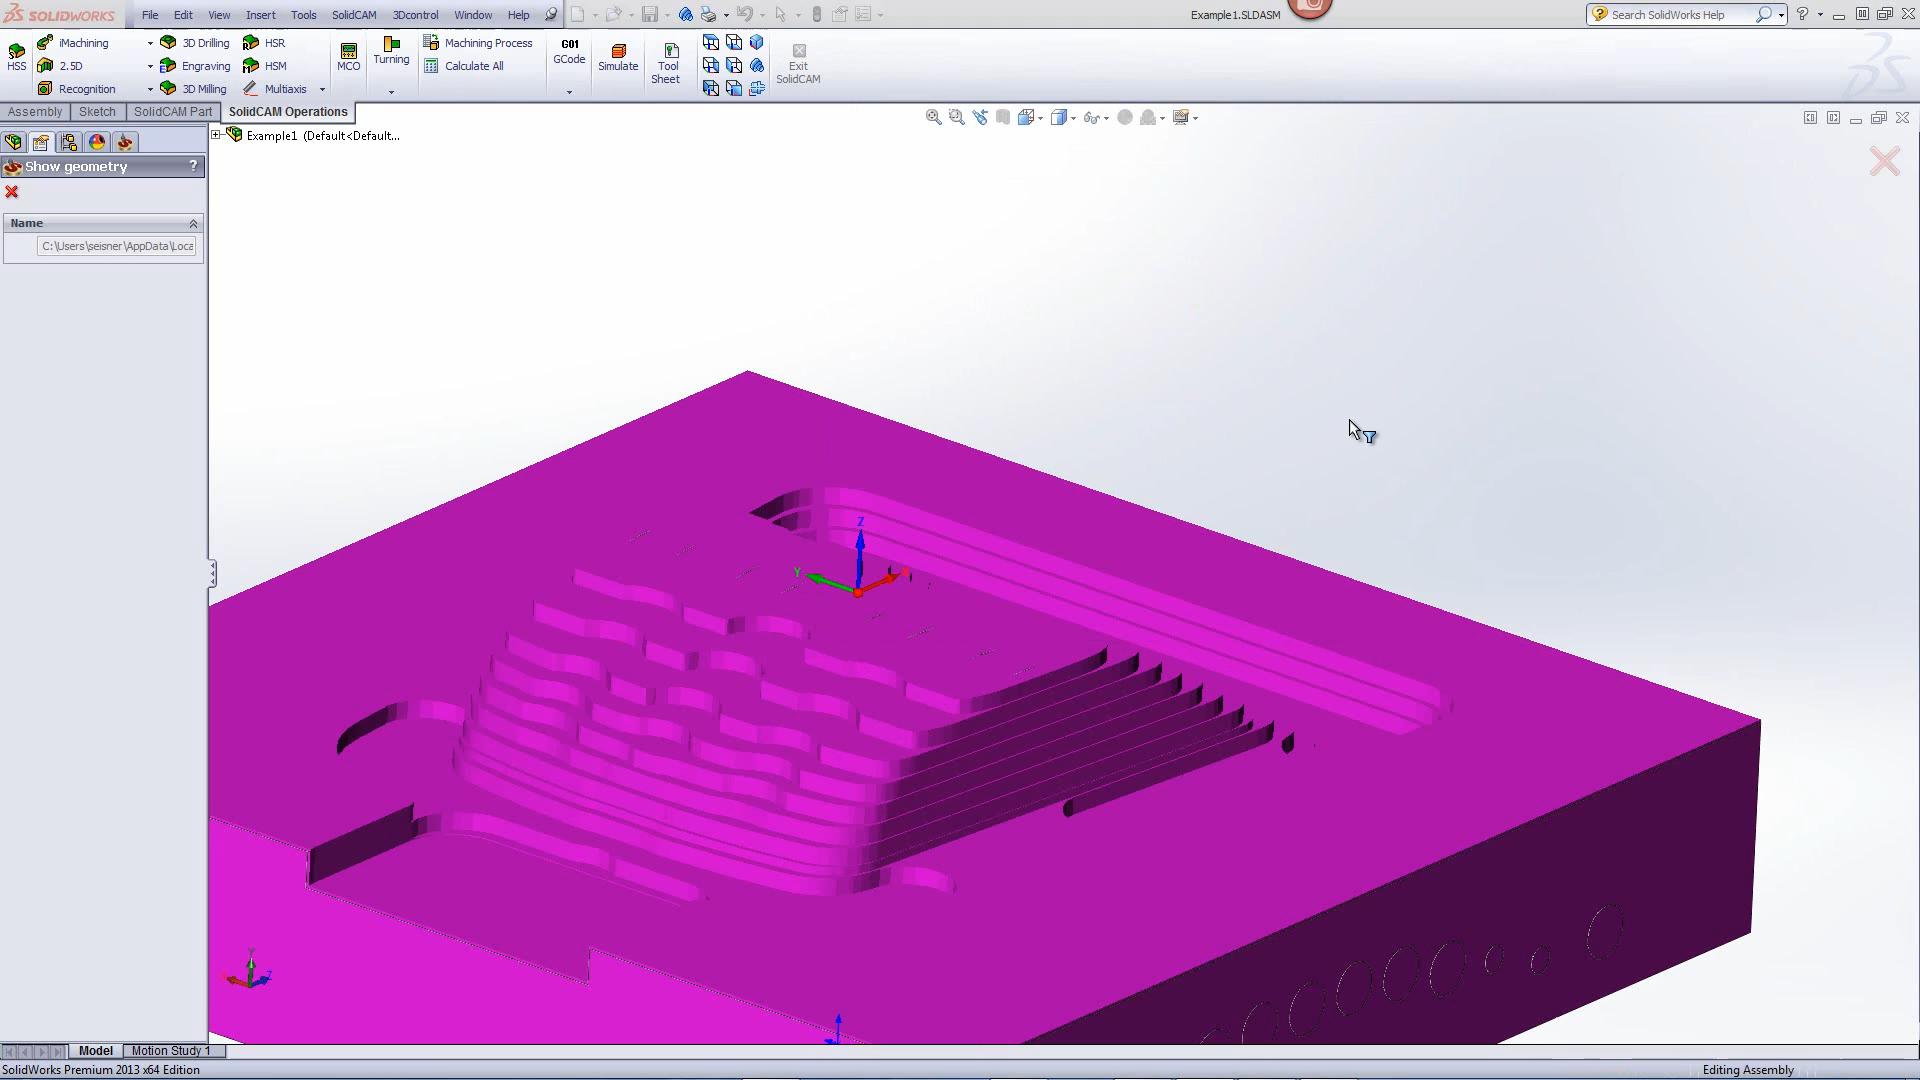 SOLIDWORKS File Edit View Insert Tools SolidCAM 3Dcontrol Window Help Example1.SLDASM Search SolidWorks Help ?
HSS iMachining 2.5D Recognition 3D Drilling Engraving 3D Milling HSR HSM Multiaxis MCO Turning Machining Process Calculate All G01 GCode Simulate Tool Sheet Exit SolidCAM
Assembly Sketch SolidCAM Part SolidCAM Operations
Example1 (Default<Default...
Show geometry ?
Name
C:\Users\seisner\AppData\Loca
Z
Y
X
Model Motion Study 1
SolidWorks Premium 2013 x64 Edition Editing Assembly